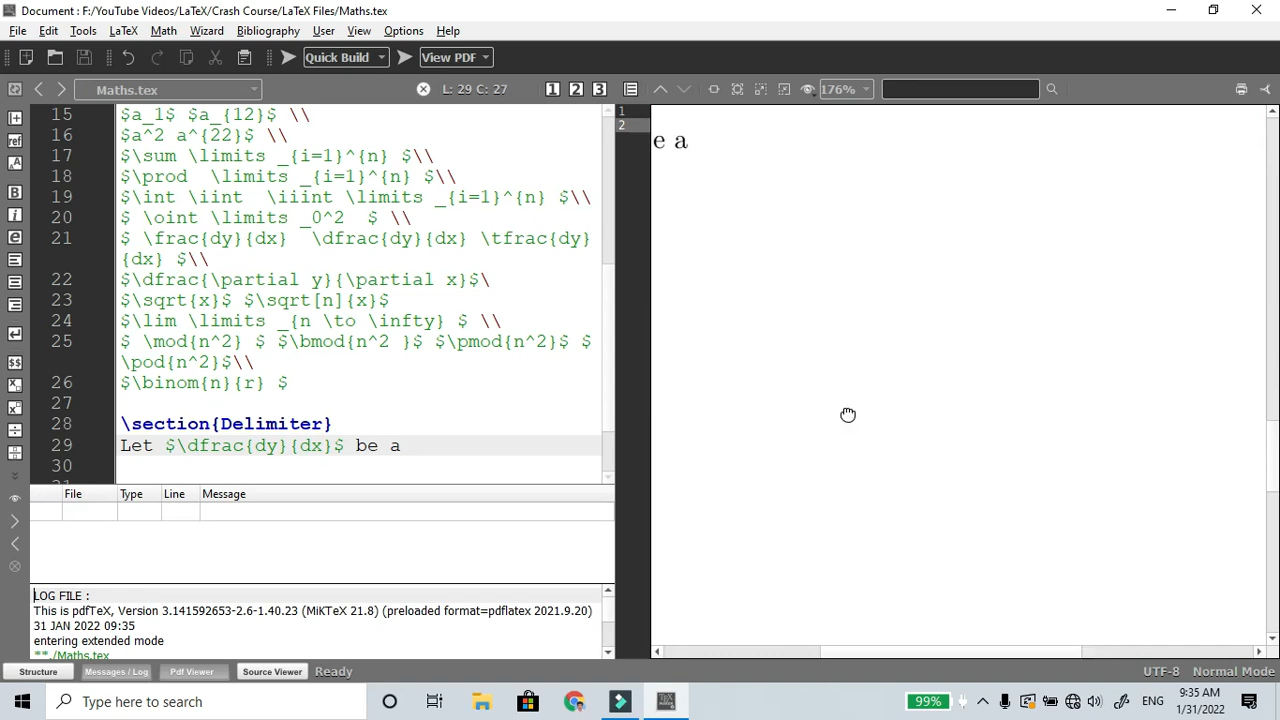 Document : F:/YouTube Videos/LaTeX/Crash Course/LaTeX Files/Maths.tex
File Edit Tools LaTeX Math Wizard Bibliography User View Options Help
Quick Build View PDF
Maths.tex L: 29 C: 27 1 2 3 176%
15 $a_1$ $a_{12}$ \\
16 $a^2 a^{22}$ \\
17 $\sum \limits _{i=1}^{n} $\\
18 $\prod \limits _{i=1}^{n} $\\
19 $\int \iint \iiint \limits _{i=1}^{n} $\\
20 $ \oint \limits _0^2 $ \\
21 $ \frac{dy}{dx} \dfrac{dy}{dx} \tfrac{dy}
{dx} $\\
22 $\dfrac{\partial y}{\partial x}$\
23 $\sqrt{x}$ $\sqrt[n]{x}$
24 $\lim \limits _{n \to \infty} $ \\
25 $ \mod{n^2} $ $\bmod{n^2 }$ $\pmod{n^2}$ $
\pod{n^2}$\\
26 $\binom{n}{r} $
27
28 \section{Delimiter}
29 Let $\dfrac{dy}{dx}$ be a
30
1
2
e a
File Type Line Message
LOG FILE :
This is pdfTeX, Version 3.141592653-2.6-1.40.23 (MiKTeX 21.8) (preloaded format=pdflatex 2021.9.20)
31 JAN 2022 09:35
entering extended mode
**./Maths.tex
Structure Messages / Log Pdf Viewer Source Viewer Ready UTF-8 Normal Mode
Type here to search 99% ENG 9:35 AM
1/31/2022